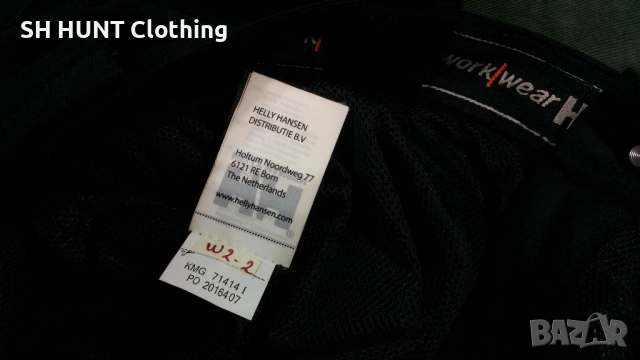 SH HUNT Clothing
work/wear H
HELLY HANSEN
DISTRIBUTIE B.V
Holtum Noordweg 77
6121 RE Born
The Netherlands
www.hellyhansen.com
W2-2
KMG 71414 I
PO 2016407
BAZAR